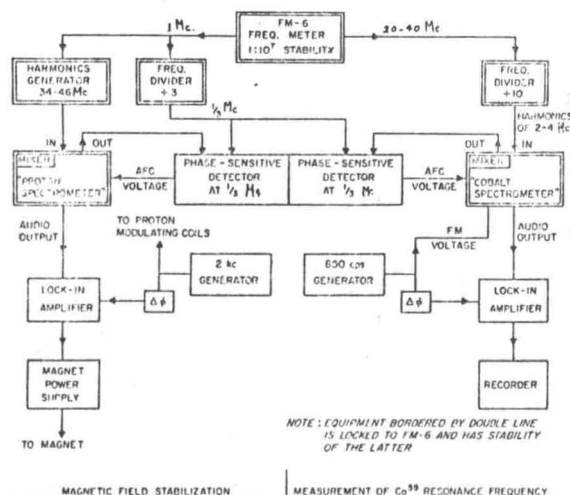 FM-6
FREQ. METER
1:10⁷ STABILITY
1 Mc.
20-40 Mc
HARMONICS
GENERATOR
34-46 Mc
FREQ.
DIVIDER
÷3
FREQ.
DIVIDER
÷10
1/3 Mc
HARMONICS
OF 2-4 Mc
IN
OUT
OUT
IN
MIXER
"PROTON
SPECTROMETER"
AFC
VOLTAGE
PHASE-SENSITIVE
DETECTOR
AT 1/3 Mc
PHASE-SENSITIVE
DETECTOR
AT 1/3 Mc
AFC
VOLTAGE
MIXER
"COBALT
SPECTROMETER"
AUDIO
OUTPUT
TO PROTON
MODULATING COILS
FM
VOLTAGE
AUDIO
OUTPUT
LOCK-IN
AMPLIFIER
Δφ
2 kc
GENERATOR
650 cps
GENERATOR
Δφ
LOCK-IN
AMPLIFIER
MAGNET
POWER
SUPPLY
RECORDER
TO MAGNET
NOTE: EQUIPMENT BORDERED BY DOUBLE LINE
IS LOCKED TO FM-6 AND HAS STABILITY
OF THE LATTER
MAGNETIC FIELD STABILIZATION
MEASUREMENT OF Co⁵⁹ RESONANCE FREQUENCY